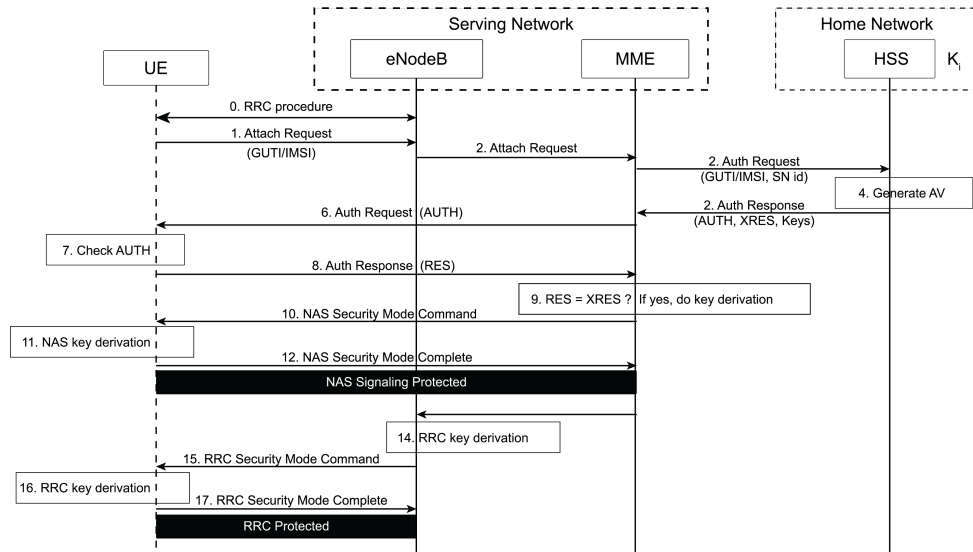 Serving Network
Home Network
UE
eNodeB
MME
HSS
Ki
0. RRC procedure
1. Attach Request
(GUTI/IMSI)
2. Attach Request
2. Auth Request
(GUTI/IMSI, SN id)
4. Generate AV
2. Auth Response
(AUTH, XRES, Keys)
6. Auth Request (AUTH)
7. Check AUTH
8. Auth Response (RES)
9. RES = XRES ? If yes, do key derivation
10. NAS Security Mode Command
11. NAS key derivation
12. NAS Security Mode Complete
NAS Signaling Protected
14. RRC key derivation
15. RRC Security Mode Command
16. RRC key derivation
17. RRC Security Mode Complete
RRC Protected